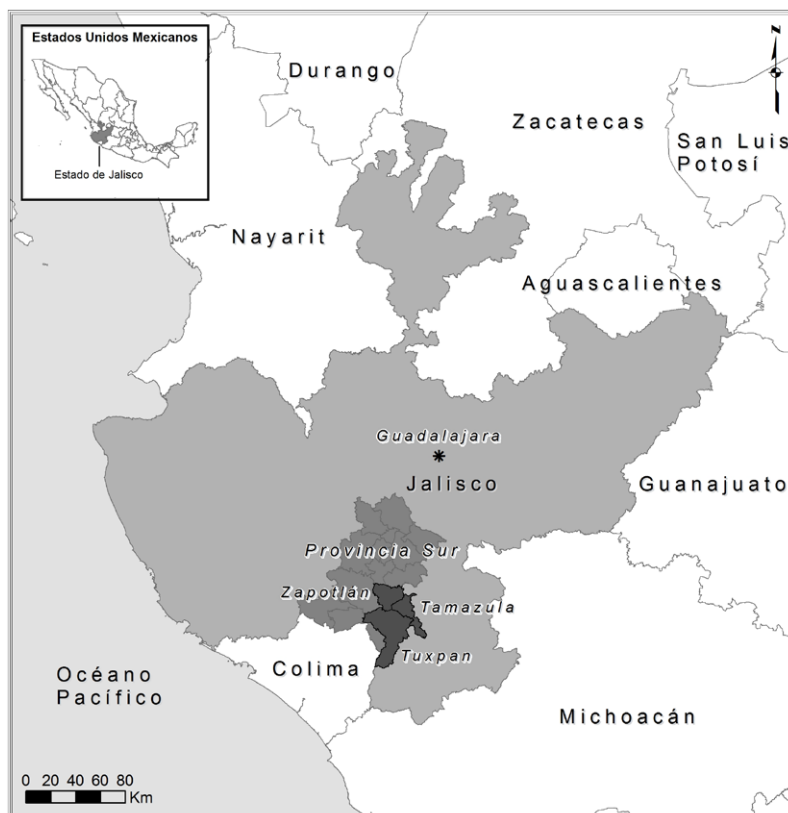 Estados Unidos Mexicanos
Estado de Jalisco
N
Durango
Zacatecas
San Luis
Potosí
Nayarit
Aguascalientes
Guadalajara
Jalisco
Guanajuato
Provincia Sur
Zapotlán
Tamazula
Tuxpan
Colima
Océano
Pacífico
Michoacán
0 20 40 60 80
Km